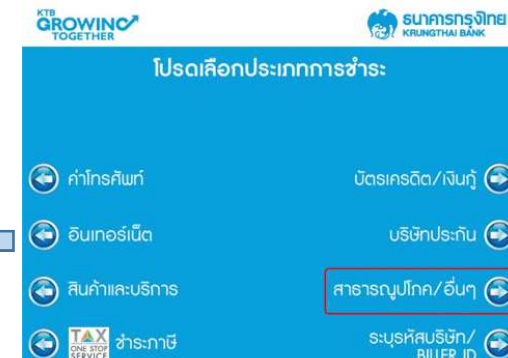 KTB
GROWING
TOGETHER
ธนาคารกรุงไทย
KRUNGTHAI BANK
โปรดเลือกประเภทการชำระ
ค่าโทรศัพท์
บัตรเครดิต/เงินกู้
อินเทอร์เน็ต
บริษัทประกัน
สินค้าและบริการ
สาธารณูปโภค/อื่นๆ
TAX
ONE STOP
SERVICE
ชำระภาษี
ระบุรหัสบริษัท/
BILLER ID